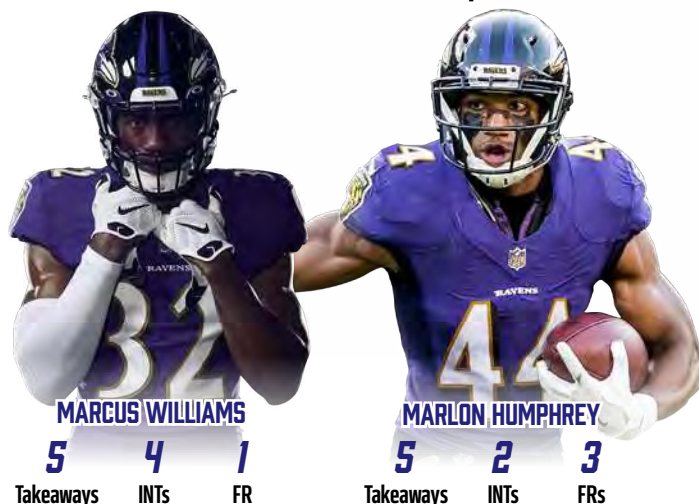 RAVENS
RAVENS
32
44
RAVENS
32
RAVENS
44
MARCUS WILLIAMS
MARLON HUMPHREY
5 4 1
Takeaways INTs FR
5 2 3
Takeaways INTs FRs